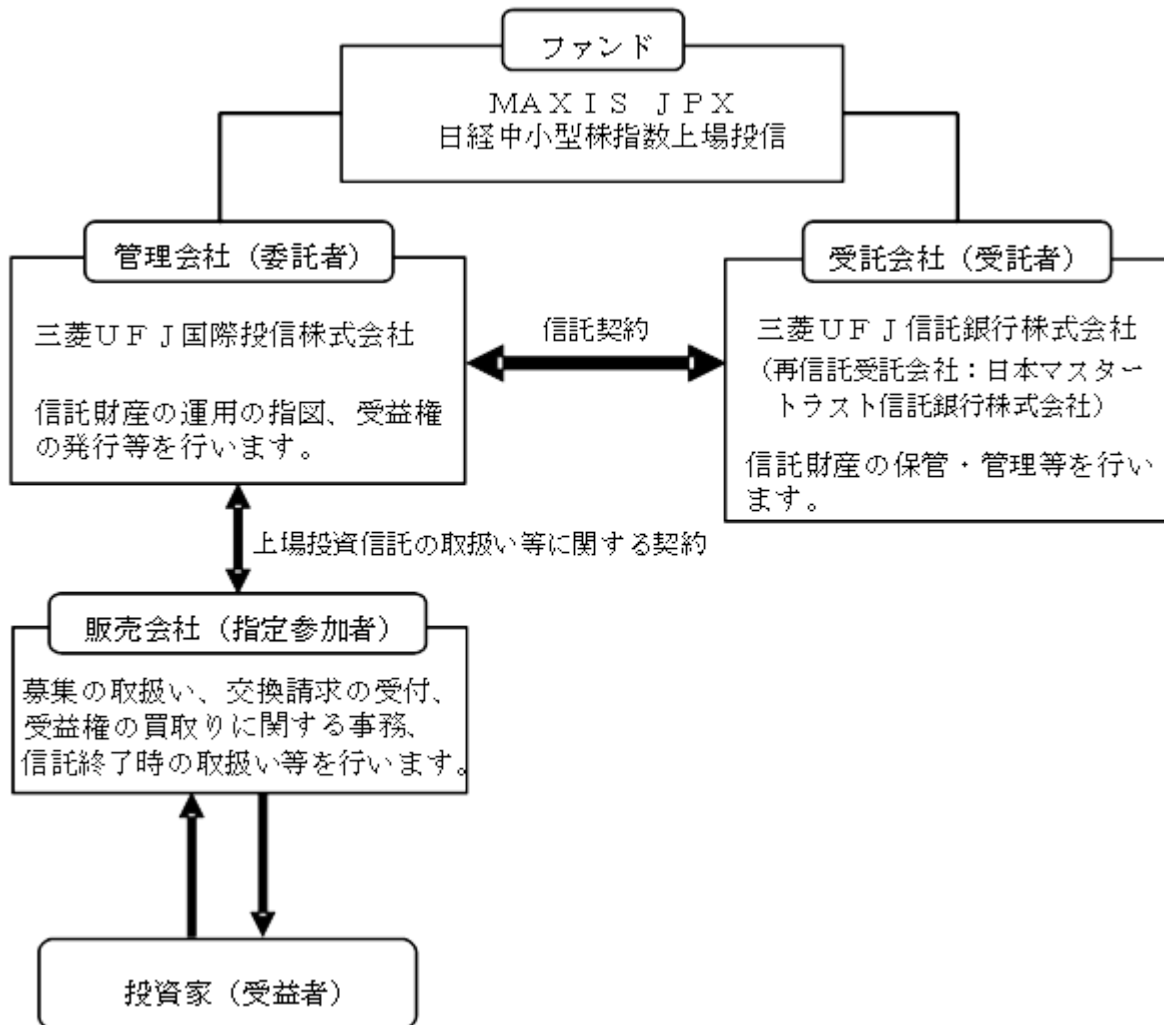 ファンド
MAXIS JPX
日経中小型株指数上場投信
管理会社（委託者）
三菱UFJ国際投信株式会社
信託財産の運用の指図、受益権
の発行等を行います。
信託契約
受託会社（受託者）
三菱UFJ信託銀行株式会社
（再信託受託会社：日本マスター
トラスト信託銀行株式会社）
信託財産の保管・管理等を行い
ます。
上場投資信託の取扱い等に関する契約
販売会社（指定参加者）
募集の取扱い、交換請求の受付、
受益権の買取りに関する事務、
信託終了時の取扱い等を行います。
投資家（受益者）